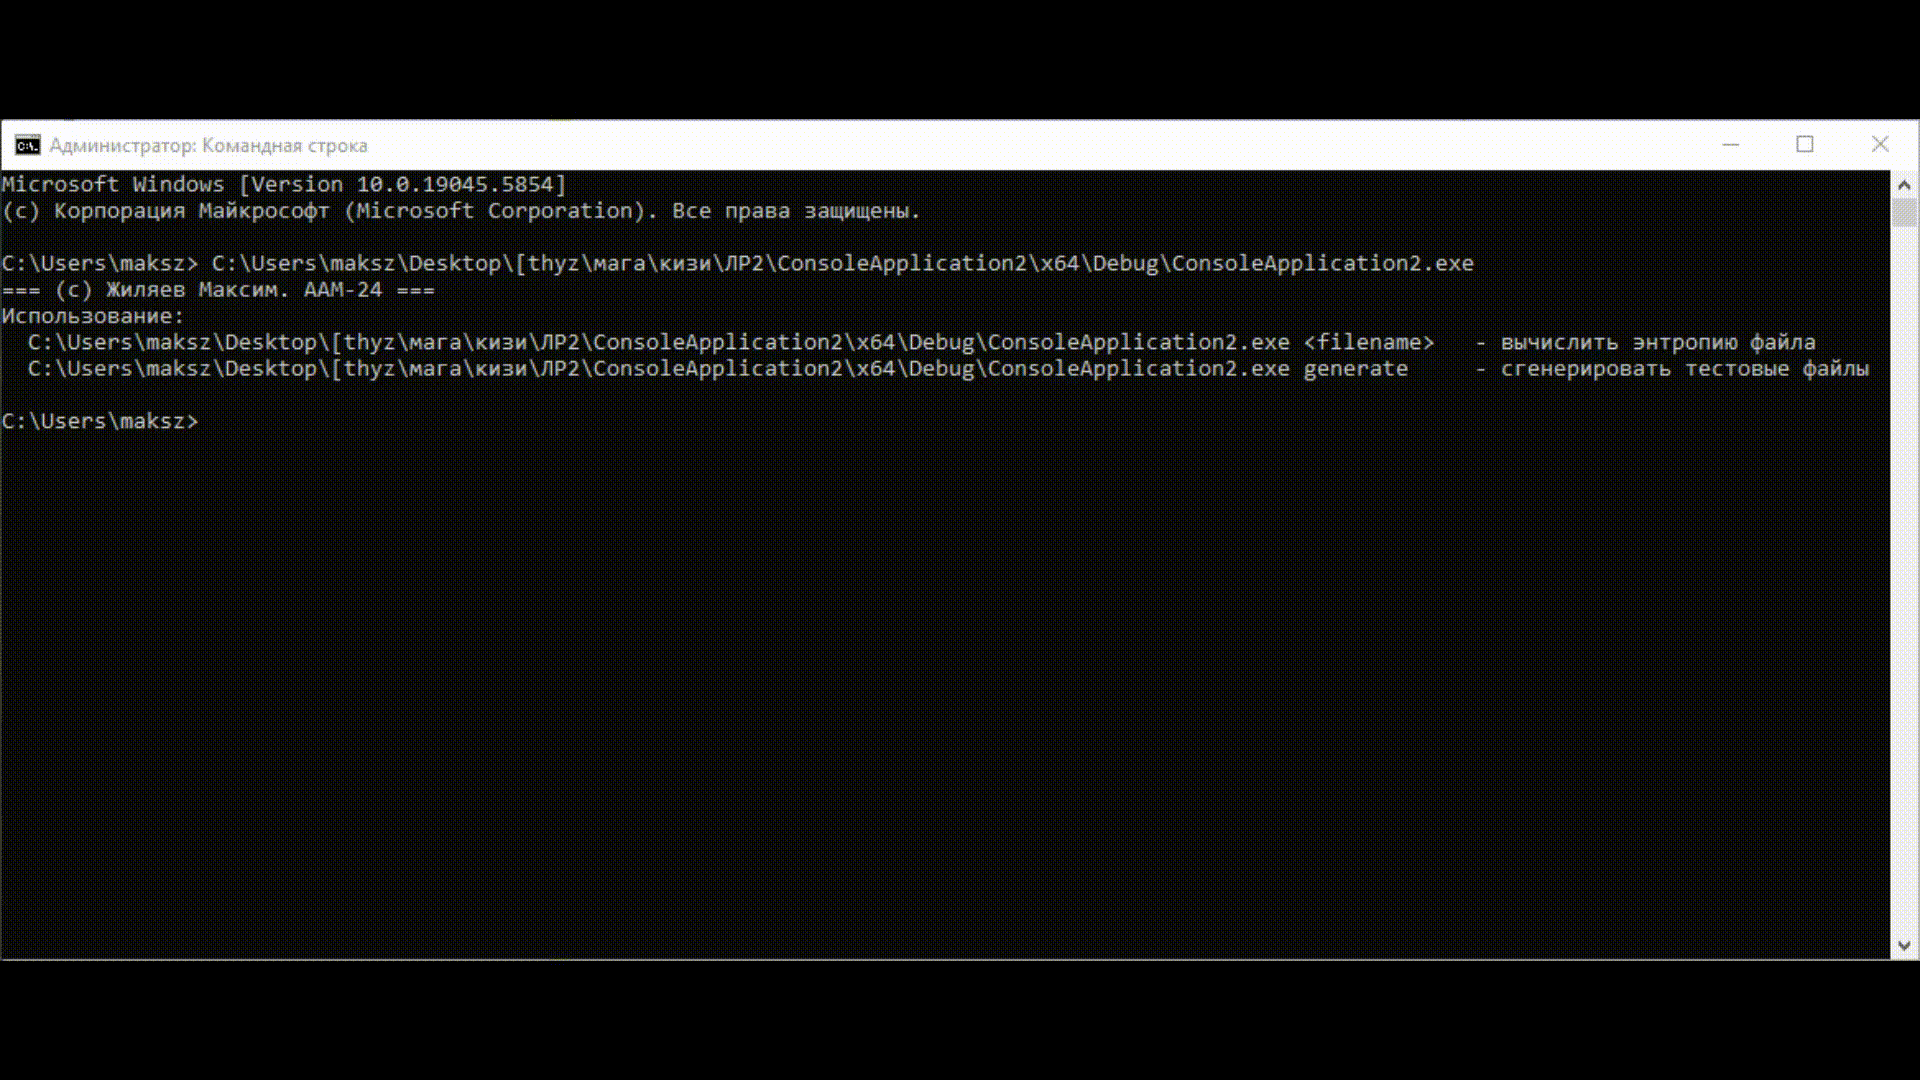 Администратор: Командная строка
Microsoft Windows [Version 10.0.19045.5854]
(c) Корпорация Майкрософт (Microsoft Corporation). Все права защищены.
C:\Users\maksz> C:\Users\maksz\Desktop\[thyz\мага\кизи\ЛР2\ConsoleApplication2\x64\Debug\ConsoleApplication2.exe
=== (c) Жиляев Максим. ААМ-24 ===
Использование:
C:\Users\maksz\Desktop\[thyz\мага\кизи\ЛР2\ConsoleApplication2\x64\Debug\ConsoleApplication2.exe <filename> - вычислить энтропию файла
C:\Users\maksz\Desktop\[thyz\мага\кизи\ЛР2\ConsoleApplication2\x64\Debug\ConsoleApplication2.exe generate - сгенерировать тестовые файлы
C:\Users\maksz>